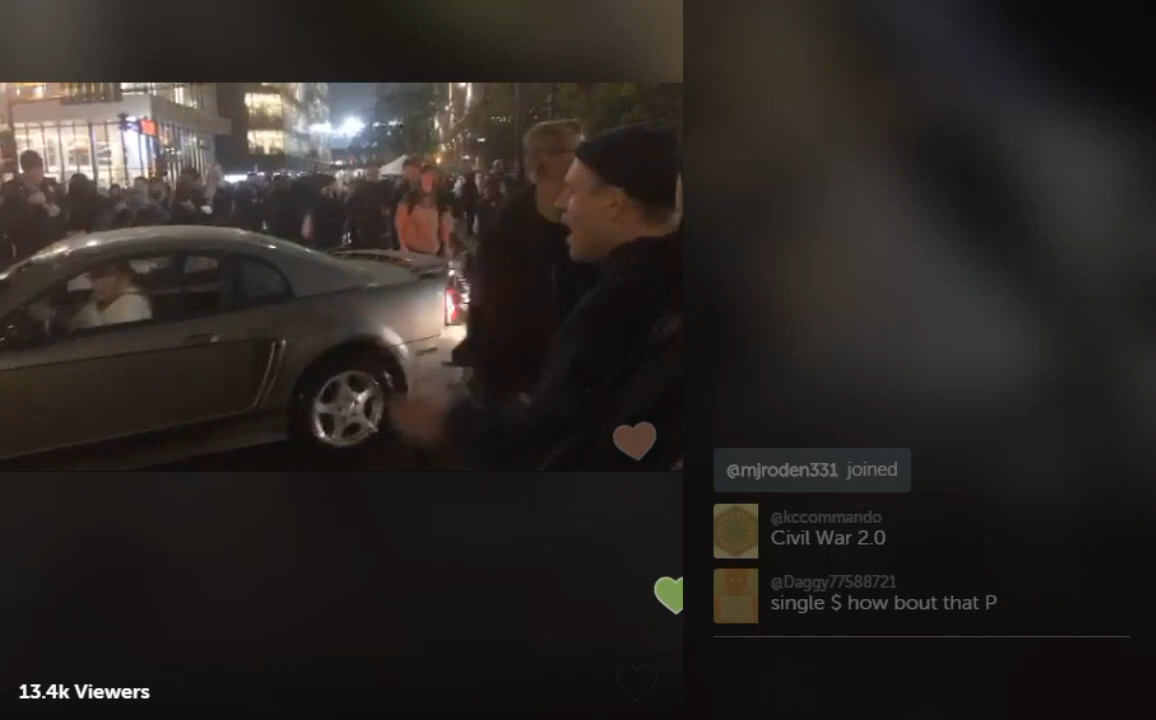 @mjroden331 joined
@kccommando
Civil War 2.0
@Daggy77588721
single $ how bout that P
13.4k Viewers